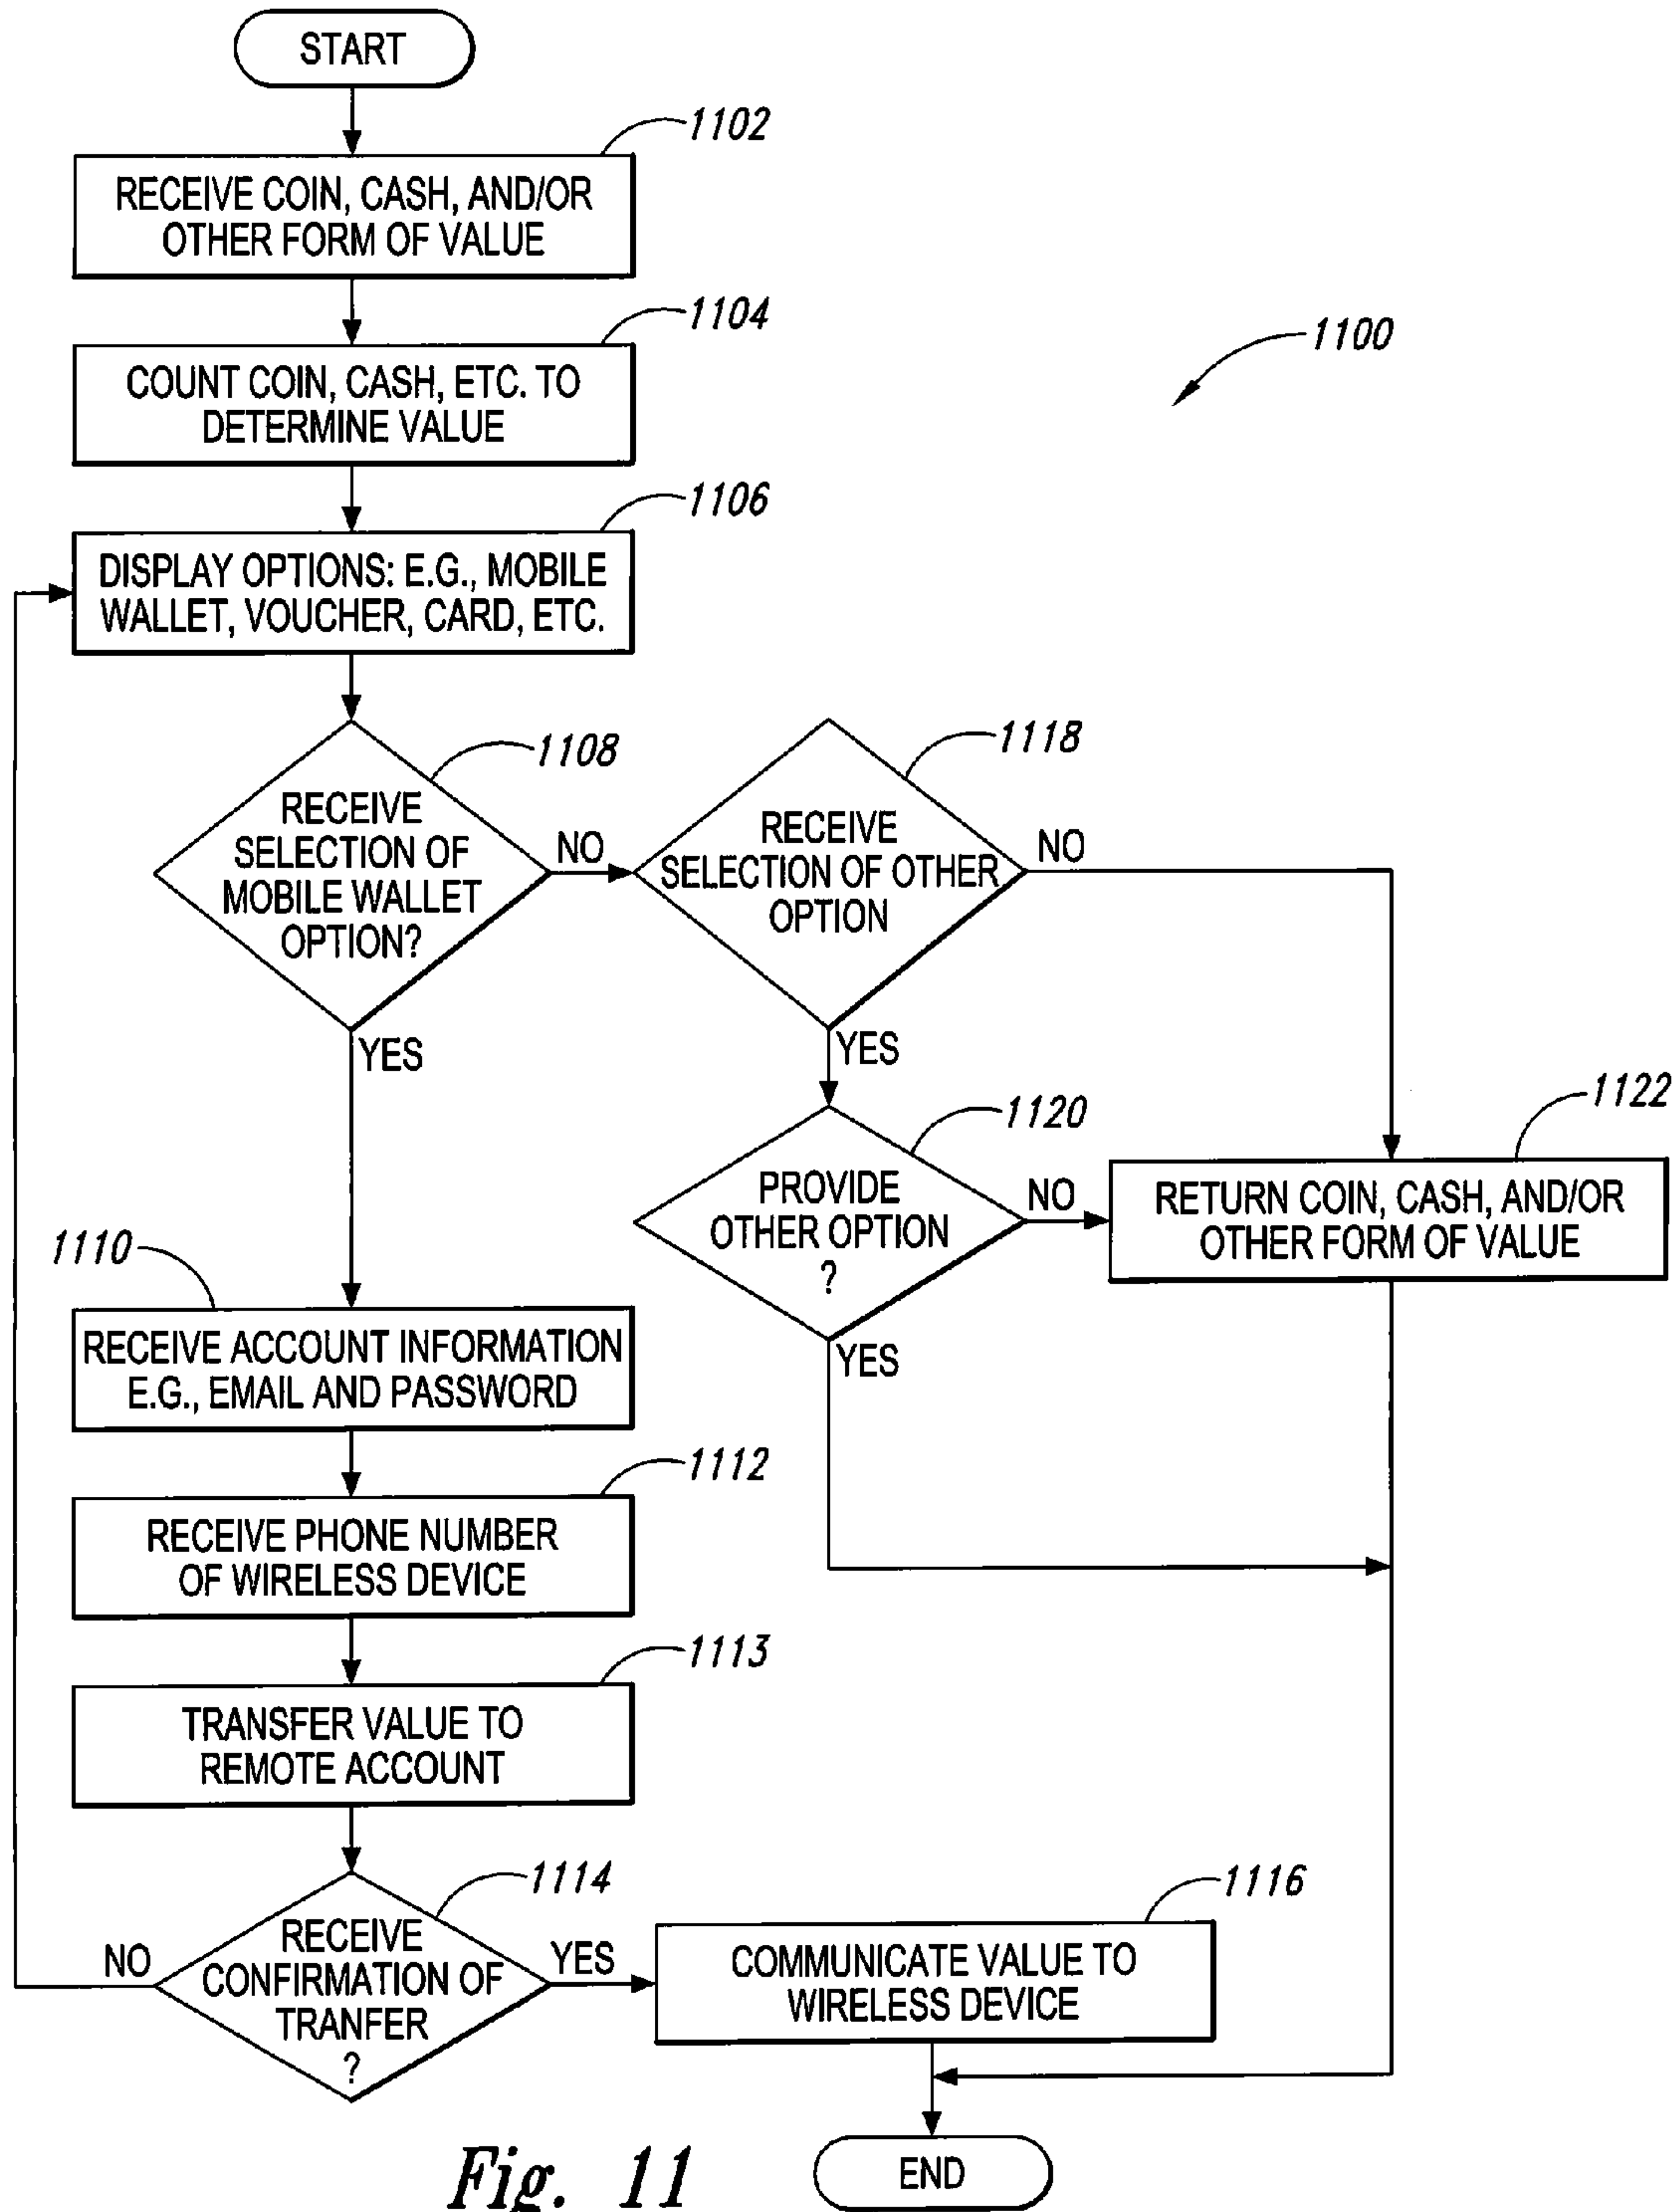 START
1102
RECEIVE COIN, CASH, AND/OR
OTHER FORM OF VALUE
1104
COUNT COIN, CASH, ETC. TO
DETERMINE VALUE
1100
1106
DISPLAY OPTIONS: E.G., MOBILE
WALLET, VOUCHER, CARD, ETC.
1108
RECEIVE
SELECTION OF
MOBILE WALLET
OPTION?
NO
YES
1118
RECEIVE
SELECTION OF OTHER
OPTION
NO
YES
1120
PROVIDE
OTHER OPTION
?
NO
YES
1122
RETURN COIN, CASH, AND/OR
OTHER FORM OF VALUE
1110
RECEIVE ACCOUNT INFORMATION
E.G., EMAIL AND PASSWORD
1112
RECEIVE PHONE NUMBER
OF WIRELESS DEVICE
1113
TRANSFER VALUE TO
REMOTE ACCOUNT
1114
RECEIVE
CONFIRMATION OF
TRANFER
?
NO
YES
1116
COMMUNICATE VALUE TO
WIRELESS DEVICE
END
Fig. 11